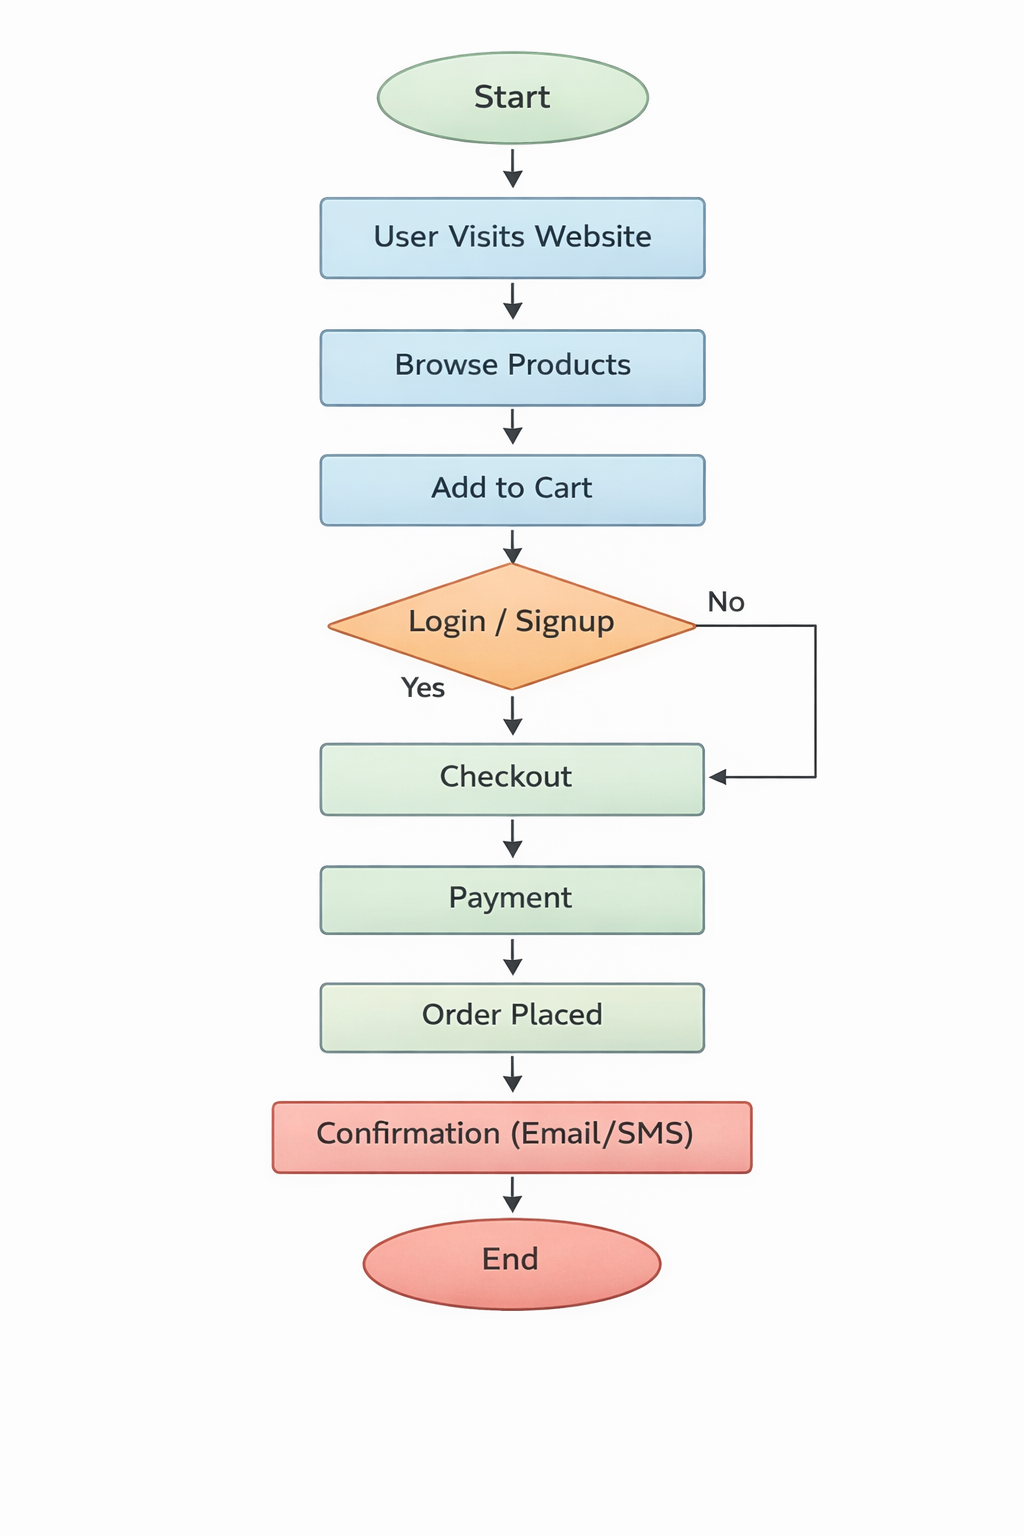 Start
User Visits Website
Browse Products
Add to Cart
Login / Signup
No
Yes
Checkout
Payment
Order Placed
Confirmation (Email/SMS)
End